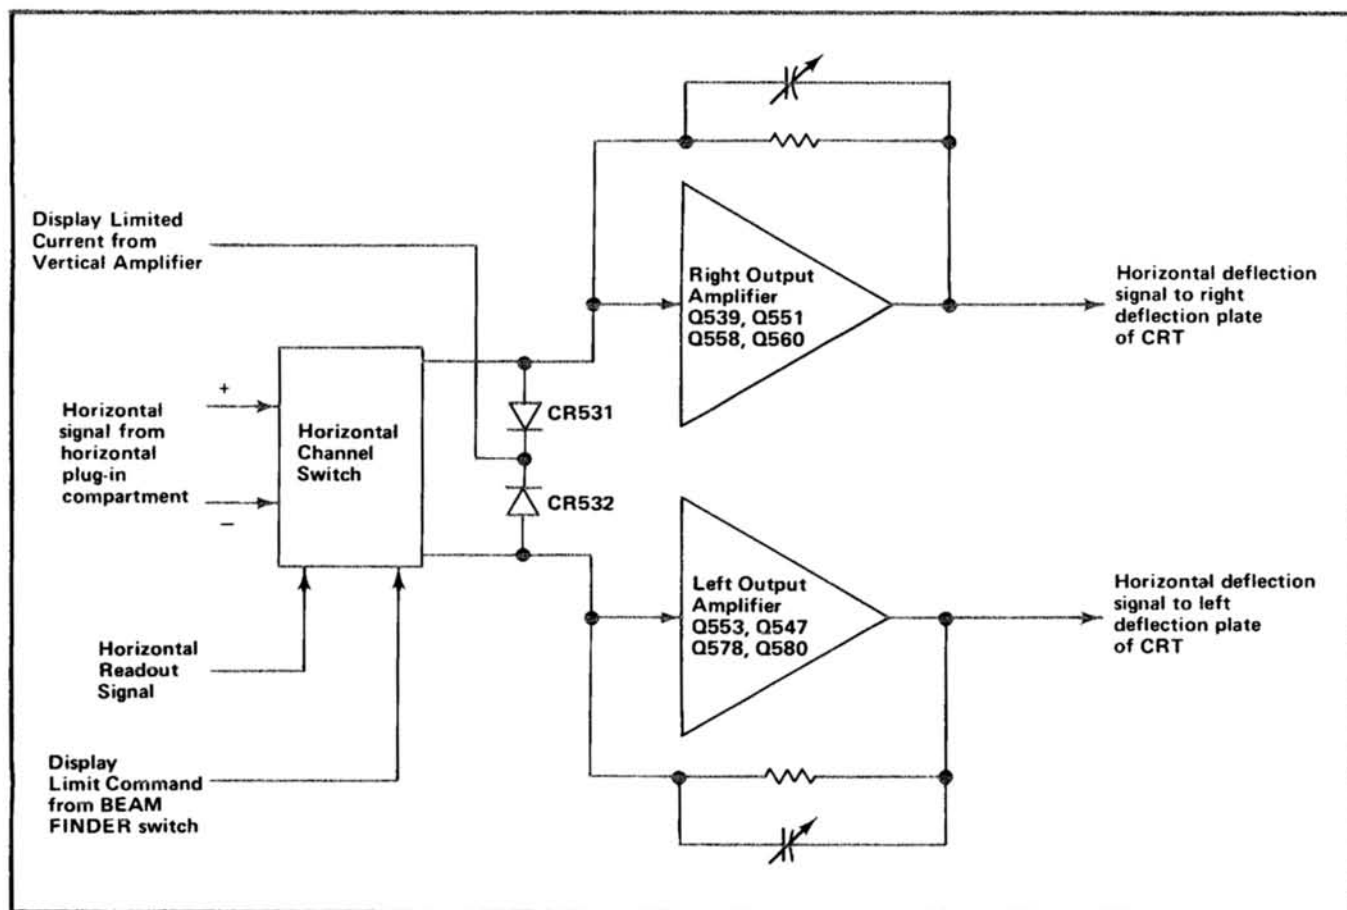 Display Limited
Current from
Vertical Amplifier
Right Output
Amplifier
Q539, Q551
Q558, Q560
Horizontal deflection
signal to right
deflection plate
of CRT
+
Horizontal
signal from
horizontal
plug-in
compartment
−
Horizontal
Channel
Switch
CR531
CR532
Left Output
Amplifier
Q553, Q547
Q578, Q580
Horizontal deflection
signal to left
deflection plate
of CRT
Horizontal
Readout
Signal
Display
Limit Command
from BEAM
FINDER switch